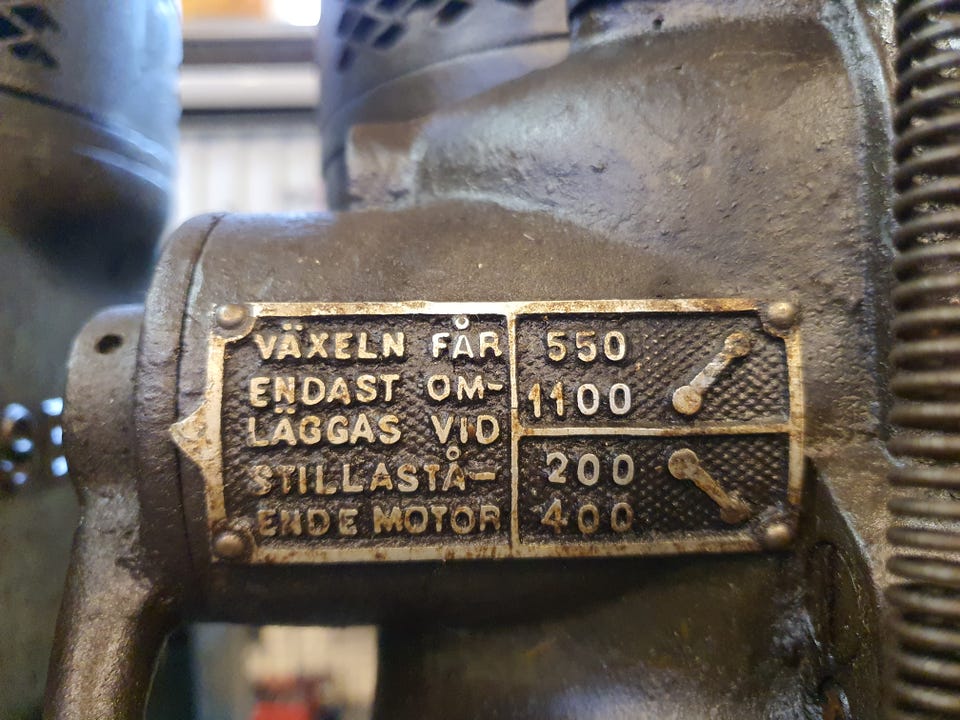 VÄXELN FÅR
ENDAST OM-
LÄGGAS VID
STILLASTÅ-
ENDE MOTOR
550
1100
200
400